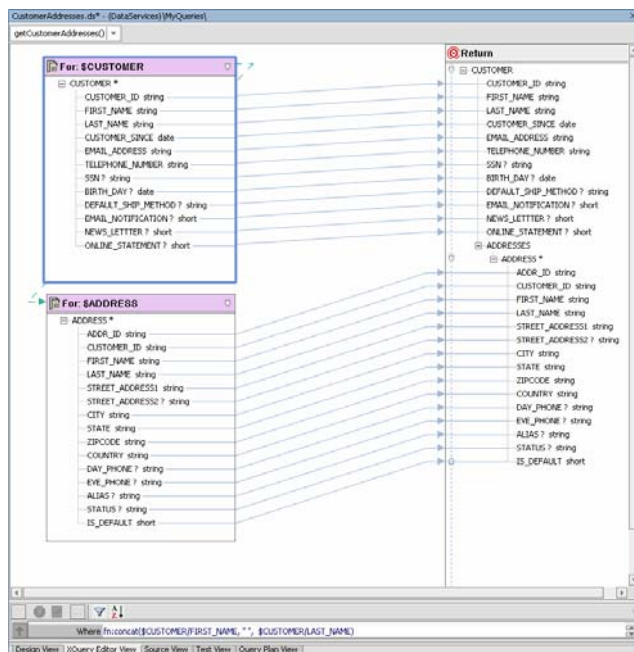 CustomerAddresses.ds* - {DataServices}\MyQueries\
getCustomerAddresses()
For: $CUSTOMER
CUSTOMER *
CUSTOMER_ID string
FIRST_NAME string
LAST_NAME string
CUSTOMER_SINCE date
EMAIL_ADDRESS string
TELEPHONE_NUMBER string
SSN ? string
BIRTH_DAY ? date
DEFAULT_SHIP_METHOD ? string
EMAIL_NOTIFICATION ? short
NEWS_LETTTER ? short
ONLINE_STATEMENT ? short
For: $ADDRESS
ADDRESS *
ADDR_ID string
CUSTOMER_ID string
FIRST_NAME string
LAST_NAME string
STREET_ADDRESS1 string
STREET_ADDRESS2 ? string
CITY string
STATE string
ZIPCODE string
COUNTRY string
DAY_PHONE ? string
EVE_PHONE ? string
ALIAS ? string
STATUS ? string
IS_DEFAULT short
Return
CUSTOMER
CUSTOMER_ID string
FIRST_NAME string
LAST_NAME string
CUSTOMER_SINCE date
EMAIL_ADDRESS string
TELEPHONE_NUMBER string
SSN ? string
BIRTH_DAY ? date
DEFAULT_SHIP_METHOD ? string
EMAIL_NOTIFICATION ? short
NEWS_LETTTER ? short
ONLINE_STATEMENT ? short
ADDRESSES
ADDRESS *
ADDR_ID string
CUSTOMER_ID string
FIRST_NAME string
LAST_NAME string
STREET_ADDRESS1 string
STREET_ADDRESS2 ? string
CITY string
STATE string
ZIPCODE string
COUNTRY string
DAY_PHONE ? string
EVE_PHONE ? string
ALIAS ? string
STATUS ? string
IS_DEFAULT short
Where fn:concat($CUSTOMER/FIRST_NAME, " ", $CUSTOMER/LAST_NAME)
Design View | XQuery Editor View | Source View | Test View | Query Plan View